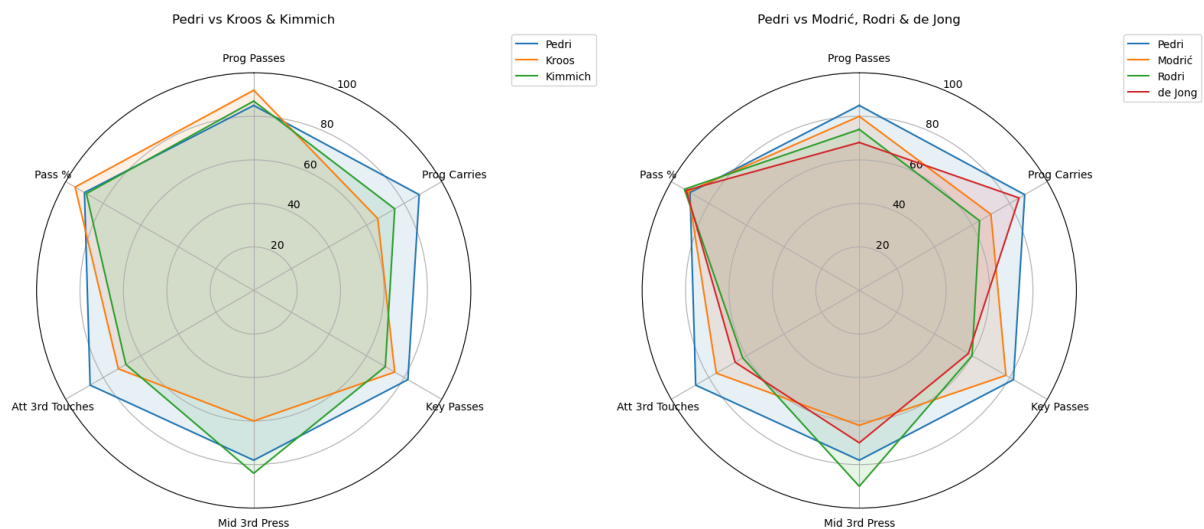 Pedri vs Kroos & Kimmich
Pedri
Kroos
Kimmich
Prog Passes
100
80
60
40
20
Prog Carries
Pass %
Att 3rd Touches
Key Passes
Mid 3rd Press
Pedri vs Modrić, Rodri & de Jong
Pedri
Modrić
Rodri
de Jong
Prog Passes
100
80
60
40
20
Prog Carries
Pass %
Att 3rd Touches
Key Passes
Mid 3rd Press